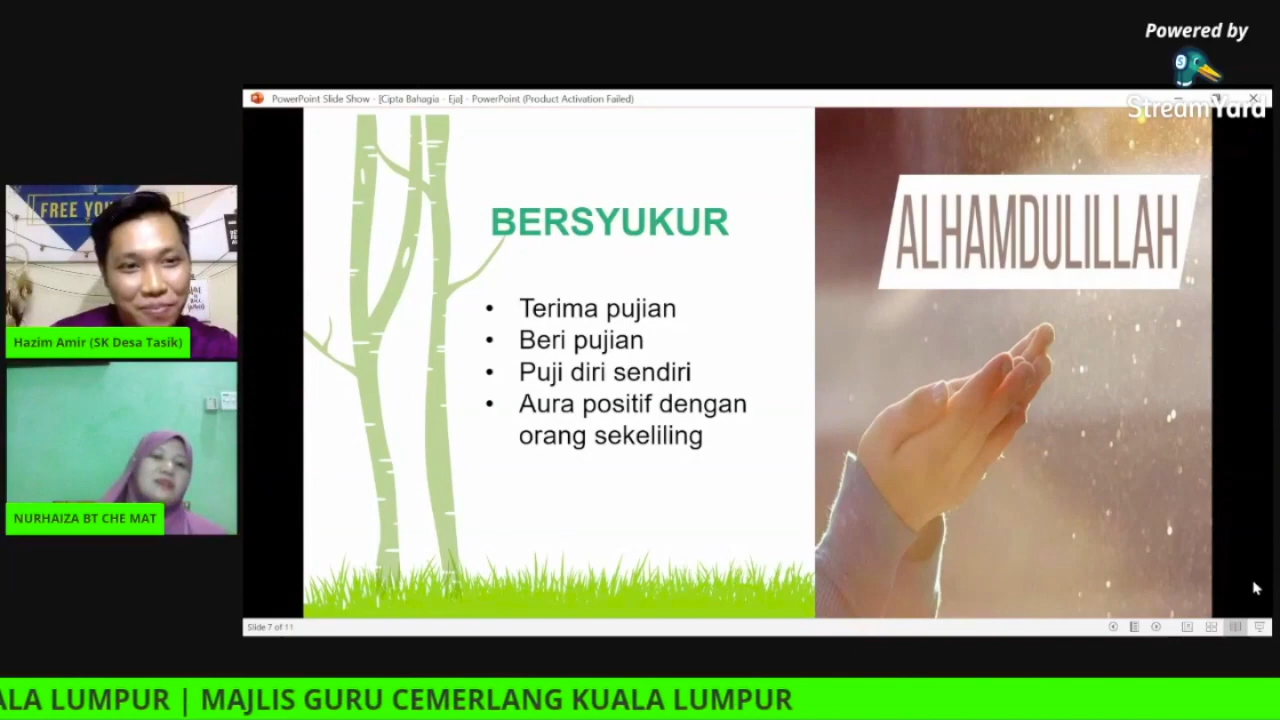 Powered by
StreamYard
PowerPoint Slide Show - [Cipta Bahagia - Eja] - PowerPoint (Product Activation Failed)
FREE YOU
Hazim Amir (SK Desa Tasik)
NURHAIZA BT CHE MAT
BERSYUKUR
• Terima pujian
• Beri pujian
• Puji diri sendiri
• Aura positif dengan
orang sekeliling
ALHAMDULILLAH
Slide 7 of 11
ALA LUMPUR | MAJLIS GURU CEMERLANG KUALA LUMPUR